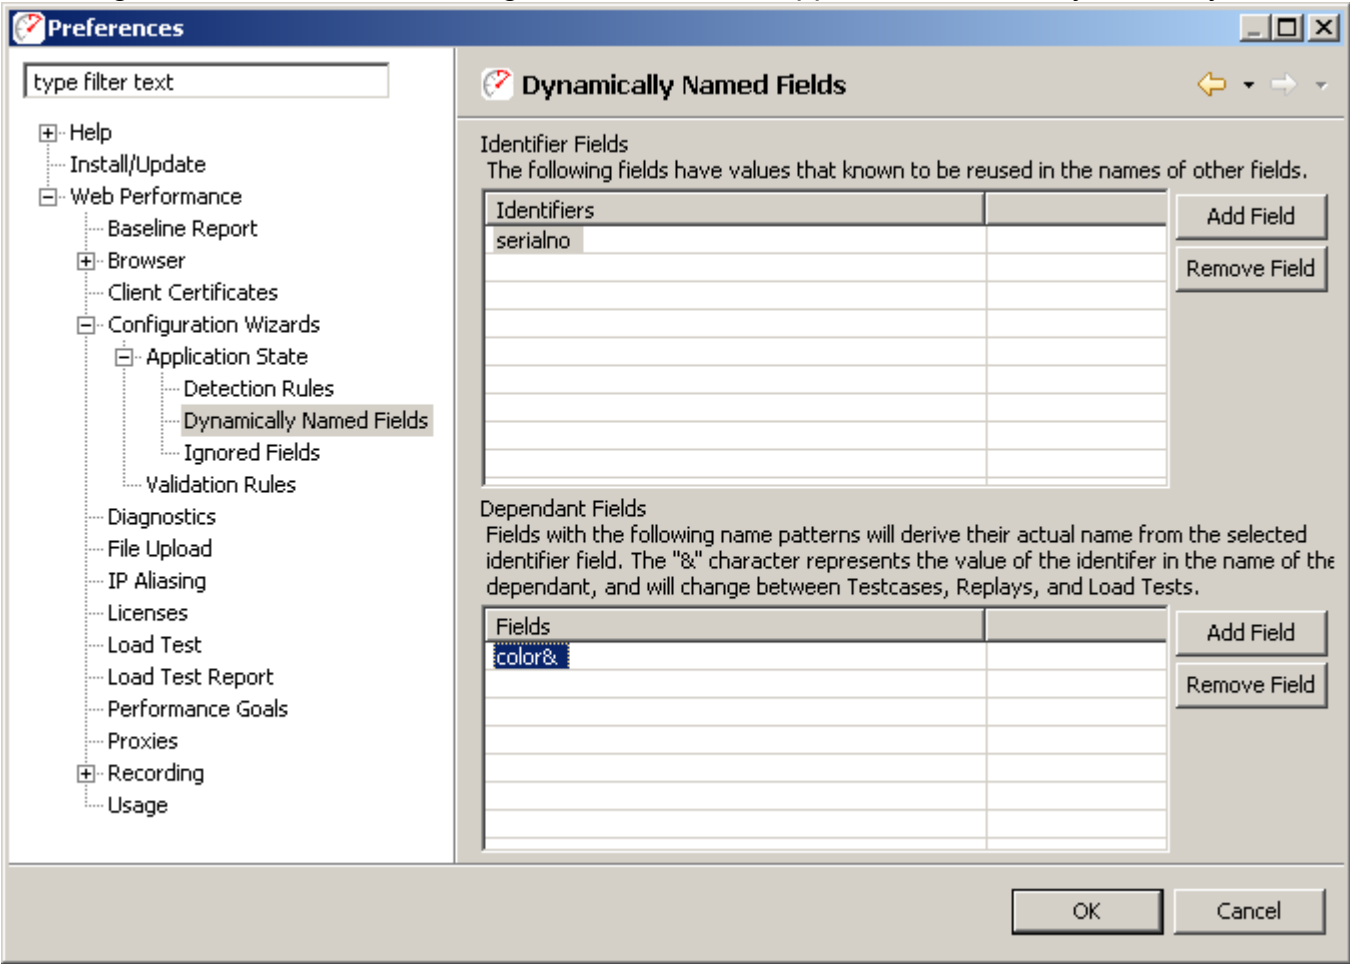 Preferences
type filter text
Help
Install/Update
Web Performance
Baseline Report
Browser
Client Certificates
Configuration Wizards
Application State
Detection Rules
Dynamically Named Fields
Ignored Fields
Validation Rules
Diagnostics
File Upload
IP Aliasing
Licenses
Load Test
Load Test Report
Performance Goals
Proxies
Recording
Usage
Dynamically Named Fields
Identifier Fields
The following fields have values that known to be reused in the names of other fields.
Identifiers
serialno
Add Field
Remove Field
Dependant Fields
Fields with the following name patterns will derive their actual name from the selected
identifier field. The "&" character represents the value of the identifer in the name of the
dependant, and will change between Testcases, Replays, and Load Tests.
Fields
color&
Add Field
Remove Field
OK
Cancel